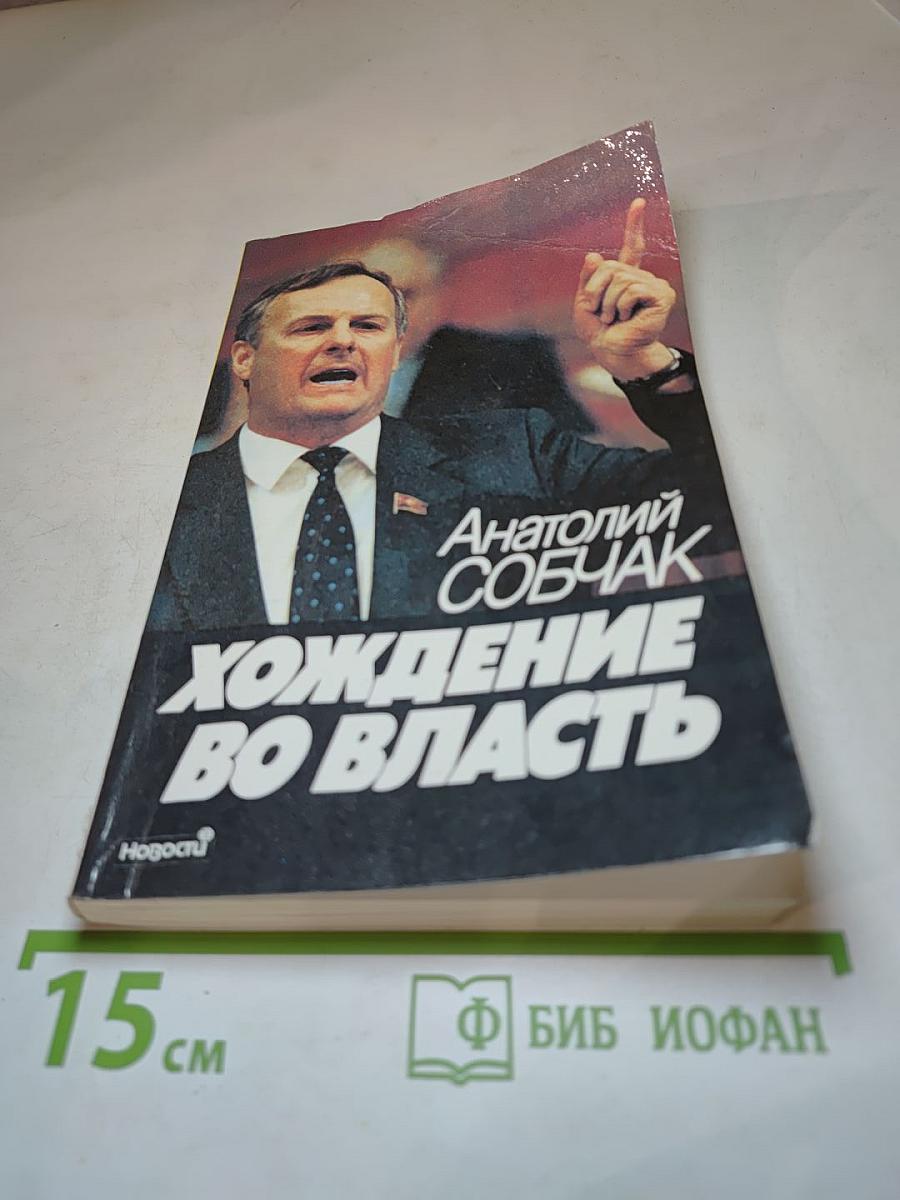 Анатолий
СОБЧАК
ХОЖДЕНИЕ
ВО ВЛАСТЬ
Новости
15 см
Ф БИБ ИОФАН